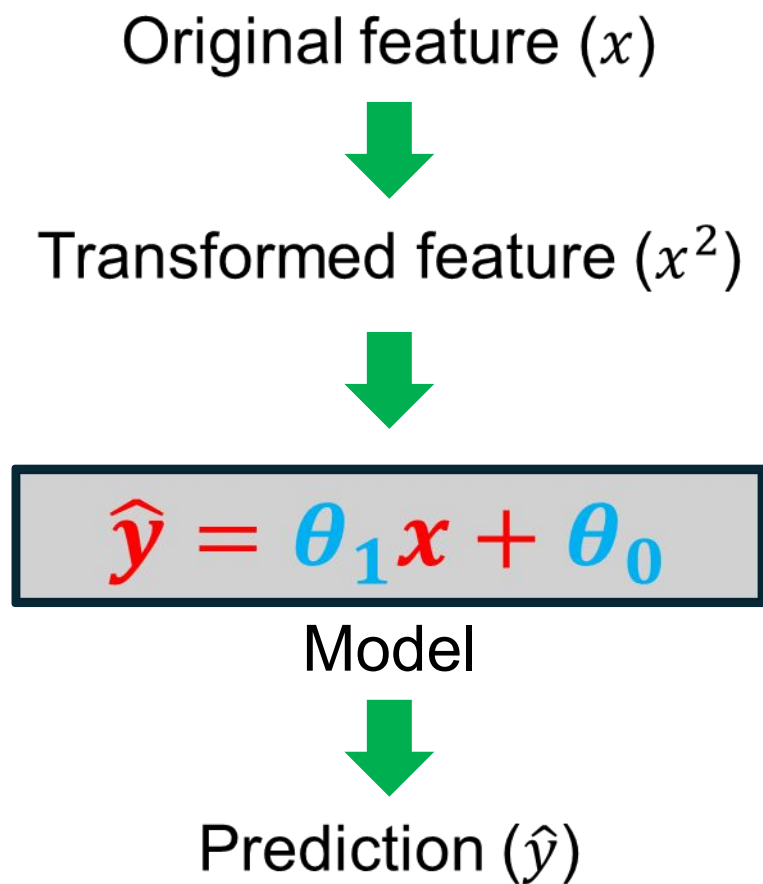 Original feature (x)
Transformed feature (x²)
ŷ = θ₁x + θ₀
Model
Prediction (ŷ)